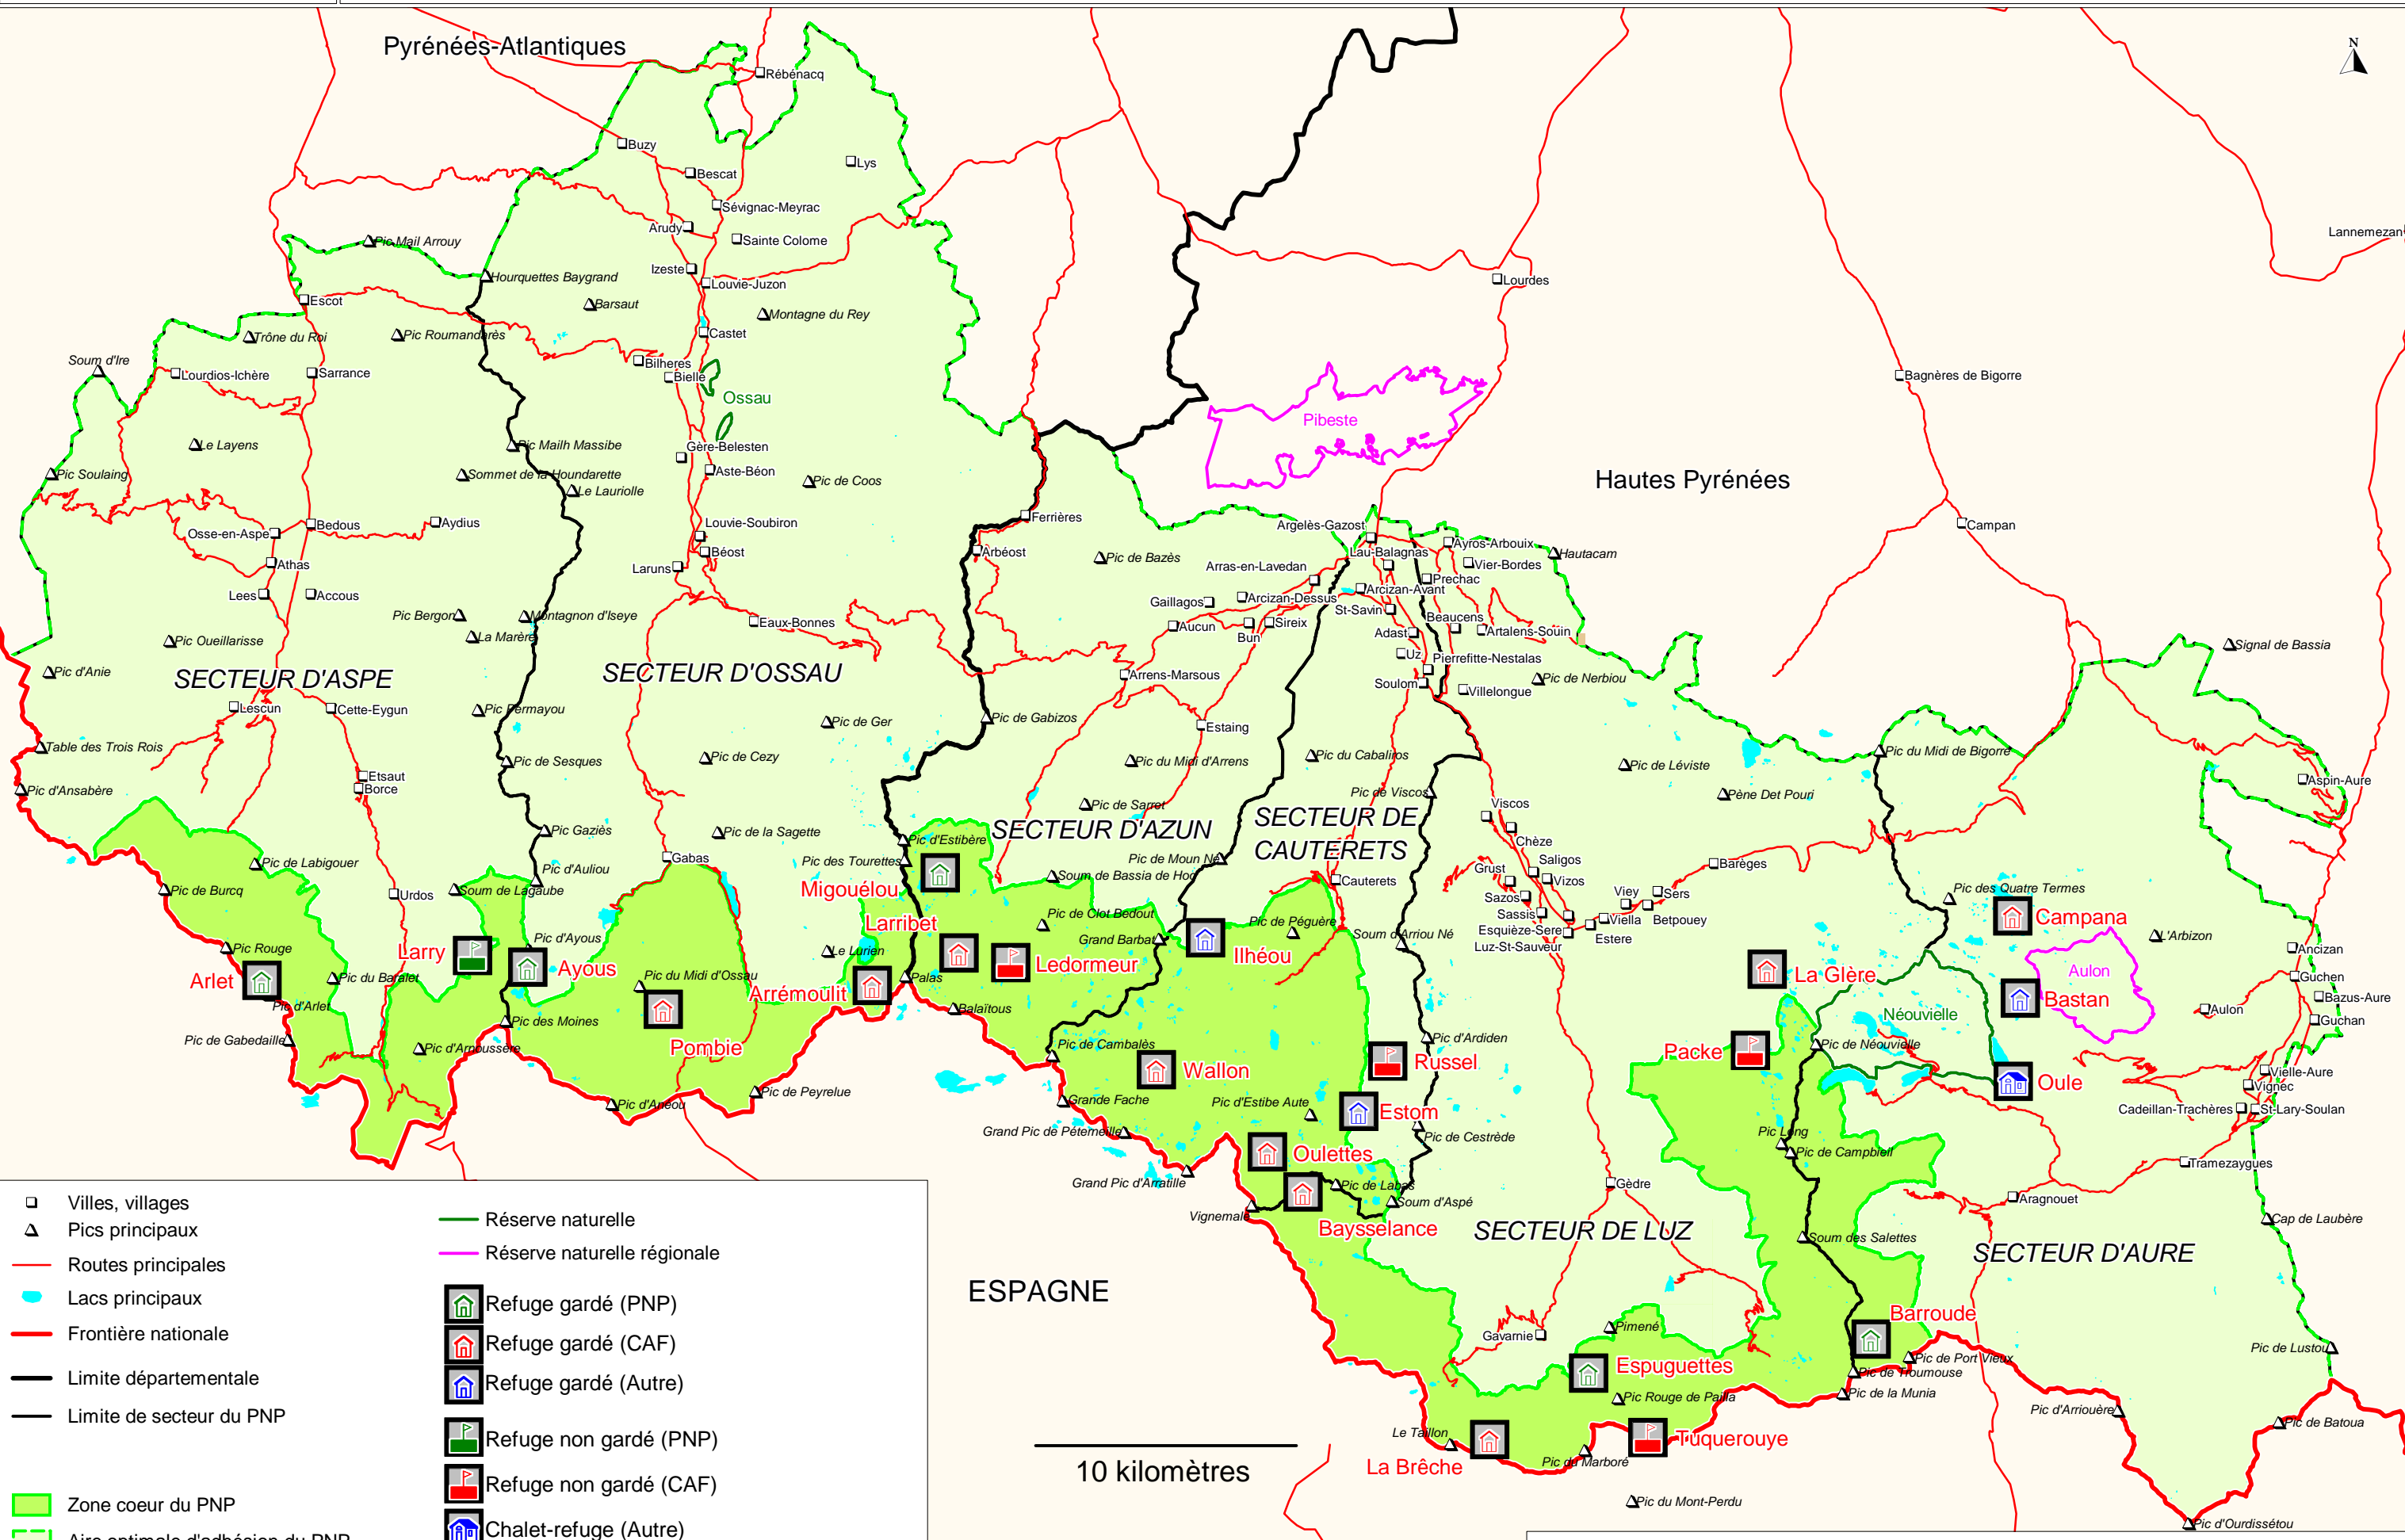 Pyrénées-Atlantiques
N
Rébénacq
Buzy
Lys
Bescat
Sévignac-Meyrac
Arudy
Sainte Colome
Lannemezan
Pic Mail Arrouy
Izeste
Hourquettes Baygrand
Louvie-Juzon
Lourdes
Escot
Barsaut
Montagne du Rey
Trône du Roi
Pic Roumandarès
Castet
Soum d'Ire
Lourdios-Ichère
Sarrance
Bilheres
Bielle
Bagnères de Bigorre
Ossau
Pibeste
Le Layens
Pic Mailh Massibe
Gère-Belesten
Pic Soulaing
Sommet de la Houndarette
Aste-Béon
Pic de Coos
Hautes Pyrénées
Le Lauriolle
Ferrières
Bedous
Aydius
Louvie-Soubiron
Argelès-Gazost
Campan
Osse-en-Aspe
Béost
Arbéost
Lau-Balagnas
Ayros-Arbouix
Hautacam
Athas
Laruns
Pic de Bazès
Arras-en-Lavedan
Vier-Bordes
Prechac
Lees
Accous
Gaillagos
Arcizan-Dessus
Arcizan-Avant
St-Savin
Pic Bergon
Montagnon d'Iseye
Eaux-Bonnes
Aucun
Bun
Sireix
Beaucens
Adast
Artalens-Souin
Pic Oueillarisse
La Marère
Signal de Bassia
Uz
Pierrefitte-Nestalas
Pic d'Anie
SECTEUR D'ASPE
SECTEUR D'OSSAU
Arrens-Marsous
Soulom
Villelongue
Pic de Nerbiou
Lescun
Cette-Eygun
Pic Permayou
Pic de Ger
Pic de Gabizos
Estaing
Table des Trois Rois
Pic de Sesques
Pic de Cezy
Pic du Midi d'Arrens
Pic du Cabaliros
Pic du Midi de Bigorre
Pic de Léviste
Etsaut
Borce
Pic d'Ansabère
Pic de Viscos
Pène Det Pouri
Aspin-Aure
Pic de Sarret
Viscos
SECTEUR D'AZUN
SECTEUR DE
CAUTERETS
Pic Gaziès
Pic de la Sagette
Pic d'Estibère
Chèze
Pic de Labigouer
Pic d'Auliou
Gabas
Pic des Tourettes
Pic de Moun Né
Saligos
Barèges
Grust
Pic de Burcq
Urdos
Soum de Lagaube
Migouélou
Soum de Bassia de Hog
Cauterets
Vizos
Viey
Sers
Pic des Quatre Termes
Sazos
Larribet
Pic de Clot Bedout
Pic de Péguère
Sassis
Viella
Betpouey
Campana
Esquièze-Sere
Luz-St-Sauveur
Estere
Pic Rouge
Larry
Pic d'Ayous
Ayous
Le Lurien
Grand Barbat
Ilhéou
Soum d'Arriou Né
L'Arbizon
Ancizan
Arlet
Pic du Baralet
Pic du Midi d'Ossau
Arrémoulit
Palas
Ledormeur
La Glère
Aulon
Guchen
Pic d'Arlet
Balaïtous
Bastan
Bazus-Aure
Néouvielle
Aulon
Guchan
Pic de Gabedaille
Pic des Moines
Pic d'Arnoussère
Pombie
Pic de Cambalès
Pic d'Ardiden
Packe
Pic de Néouvielle
Wallon
Russel
Oule
Vielle-Aure
Vignec
Pic d'Anéou
Pic de Peyrelue
Grande Fache
Pic d'Estibe Aute
Estom
Cadeillan-Trachères
St-Lary-Soulan
Grand Pic de Péterneille
Pic de Cestrède
Pic Long
Pic de Campbiell
Oulettes
Tramezaygues
Grand Pic d'Arratille
Pic de Labas
Gèdre
Aragnouet
Soum d'Aspé
Vignemale
Baysselance
Cap de Laubère
SECTEUR DE LUZ
Soum des Salettes
SECTEUR D'AURE
ESPAGNE
Barroude
Gavarnie
Pimené
Pic de Lustou
Pic de Port Vieux
Espuguettes
Pic de Troumouse
Pic Rouge de Pailla
Pic de la Munia
Pic d'Arriouère
Pic de Batoua
Le Taillon
Tuquerouye
La Brêche
Pic du Marboré
10 kilomètres
Pic du Mont-Perdu
Pic d'Ourdissétou
Villes, villages
Pics principaux
Routes principales
Lacs principaux
Frontière nationale
Limite départementale
Limite de secteur du PNP
Zone coeur du PNP
Aire optimale d'adhésion du PNP
Réserve naturelle
Réserve naturelle régionale
Refuge gardé (PNP)
Refuge gardé (CAF)
Refuge gardé (Autre)
Refuge non gardé (PNP)
Refuge non gardé (CAF)
Chalet-refuge (Autre)